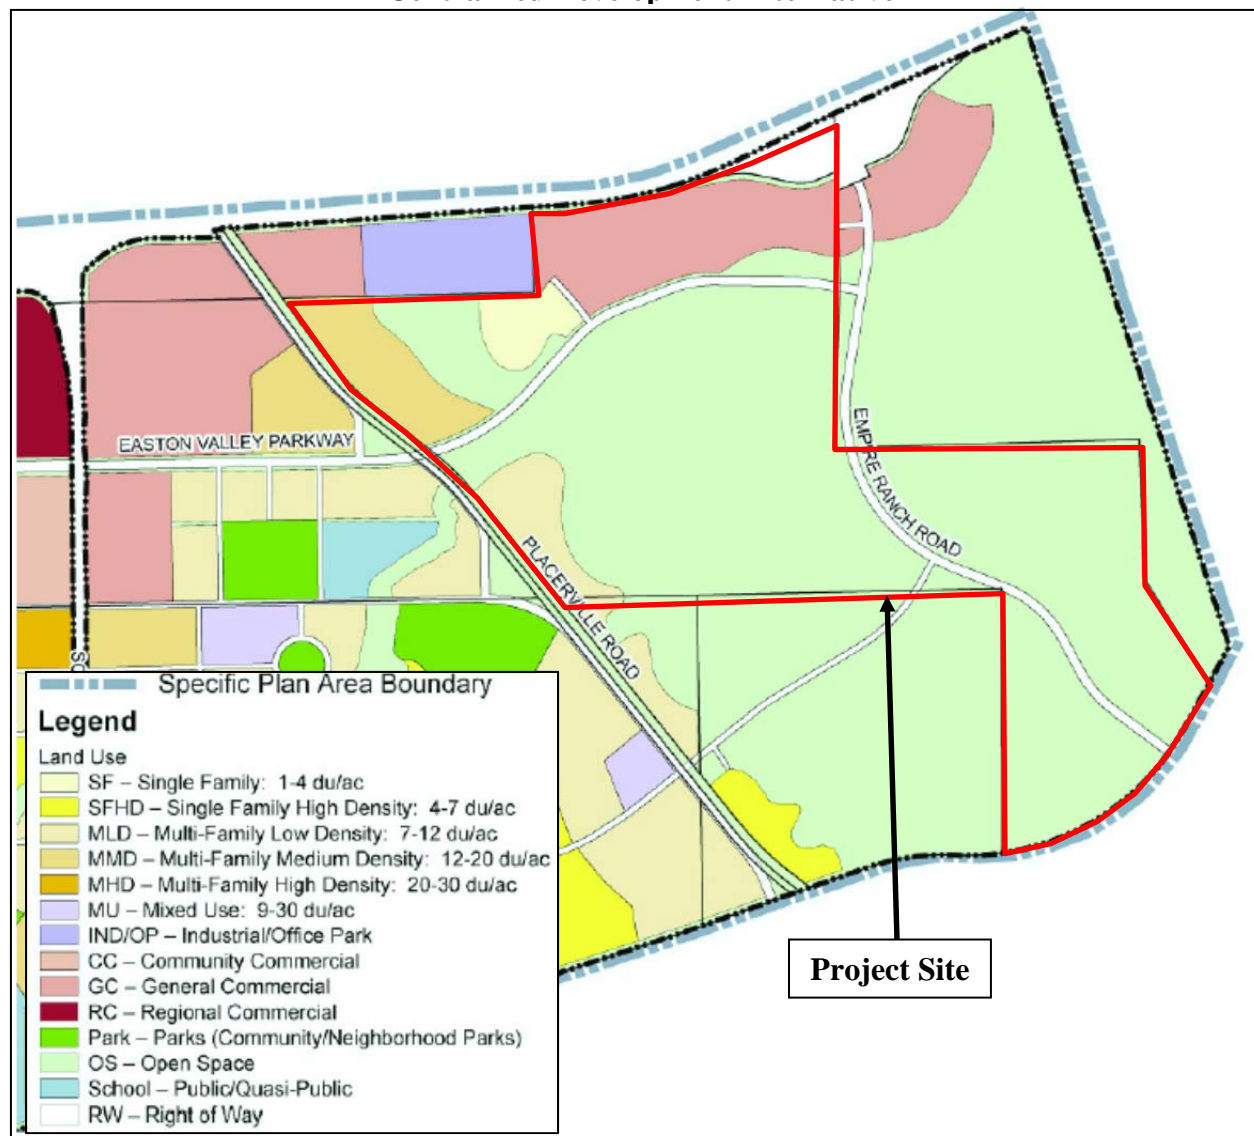 EASTON VALLEY PARKWAY
EMPIRE RANCH ROAD
PLACERVILLE ROAD
Specific Plan Area Boundary
Legend
Land Use
SF – Single Family: 1-4 du/ac
SFHD – Single Family High Density: 4-7 du/ac
MLD – Multi-Family Low Density: 7-12 du/ac
MMD – Multi-Family Medium Density: 12-20 du/ac
MHD – Multi-Family High Density: 20-30 du/ac
MU – Mixed Use: 9-30 du/ac
IND/OP – Industrial/Office Park
CC – Community Commercial
GC – General Commercial
RC – Regional Commercial
Park – Parks (Community/Neighborhood Parks)
OS – Open Space
School – Public/Quasi-Public
RW – Right of Way
Project Site